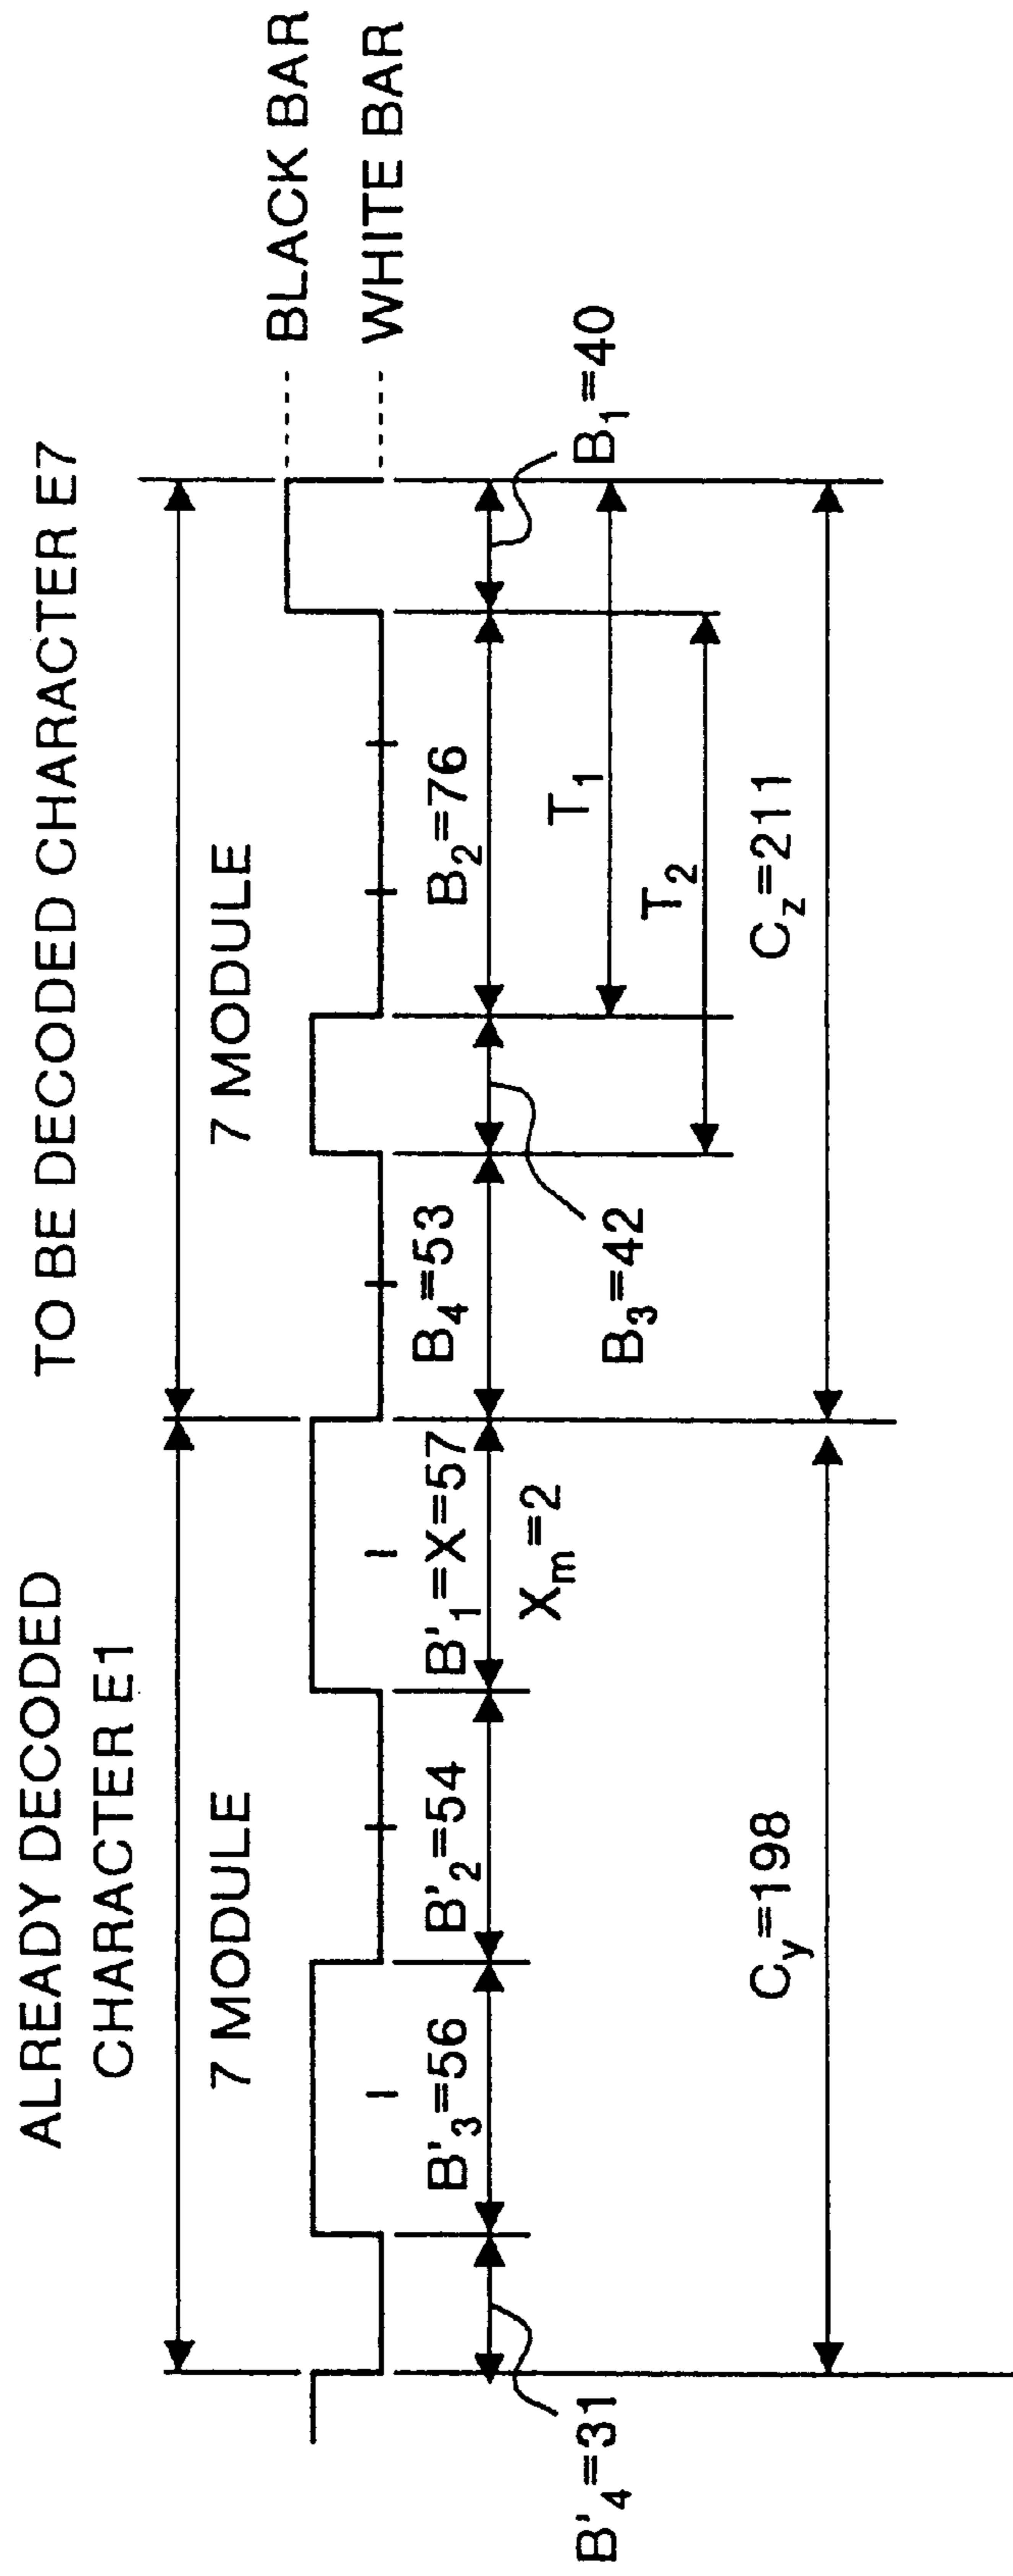 ALREADY DECODED
CHARACTER E1
TO BE DECODED CHARACTER E7
7 MODULE
7 MODULE
BLACK BAR
WHITE BAR
B'4=31
B'3=56
B'2=54
B'1=X=57
Xm=2
B4=53
B3=42
B2=76
B1=40
T1
T2
Cy=198
Cz=211